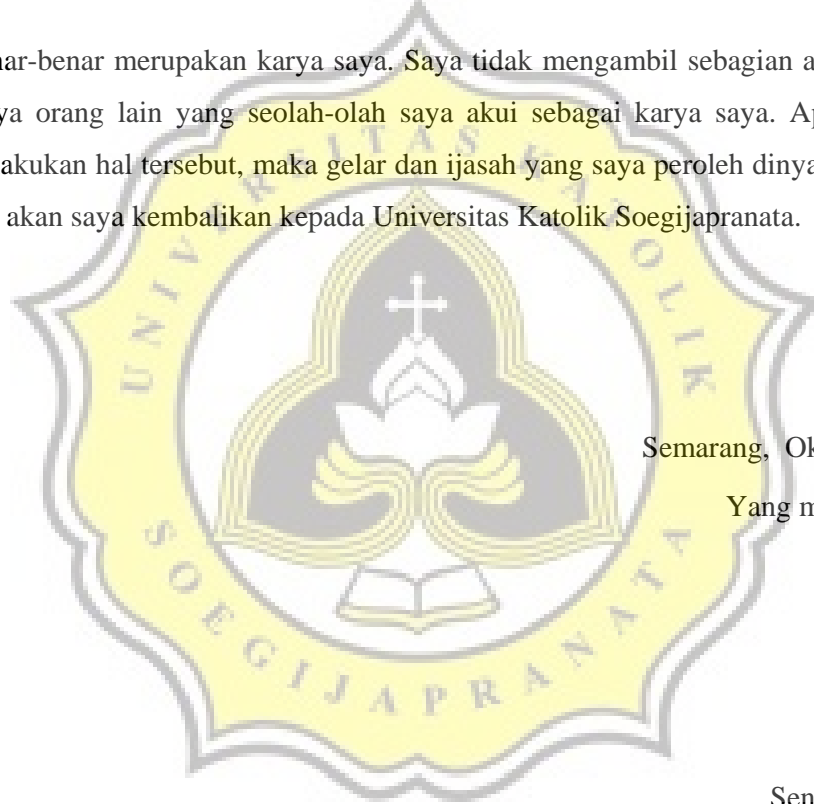 ar-benar merupakan karya saya. Saya tidak mengambil sebagian a
ya orang lain yang seolah-olah saya akui sebagai karya saya. Ap
akukan hal tersebut, maka gelar dan ijasah yang saya peroleh dinya
akan saya kembalikan kepada Universitas Katolik Soegijapranata.
UNIVERSITAS KATOLIK
Semarang, Ok
Yang m
SOEGIJAPRANATA
Sen